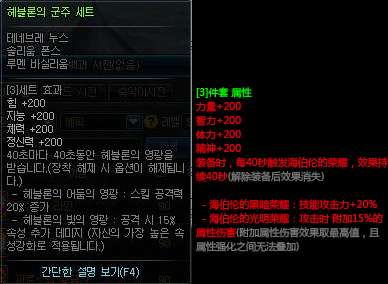 헤블론의 군주 세트
테네브레 누스
솔리움 폰스
루멘 바실리움
백과 사전(없음)
[3]세트 효과
힘 +200
지능 +200
체력 +200
정신력 +200
40초마다 40초동안 헤블론의 영광을
받습니다.(장착 해제 시 옵션이 해제됩니
다.)
- 헤블론의 어둠의 영광 : 스킬 공격력
20% 증가
- 헤블론의 빛의 영광 : 공격 시 15%
속성 추가 데미지 (자신의 가장 높은 속
성강화로 적용됩니다.)
간단한 설명 보기(F4)
[3]件套 属性
力量+200
智力+200
体力+200
精神+200
装备时，每40秒触发海伯伦的荣耀，效果持
续40秒(解除装备后效果消失)
- 海伯伦的黑暗荣耀：技能攻击力+20%
- 海伯伦的光明荣耀：攻击时 附加15%的
属性伤害(附加属性伤害效果取最高值，且
属性强化之间无法叠加)